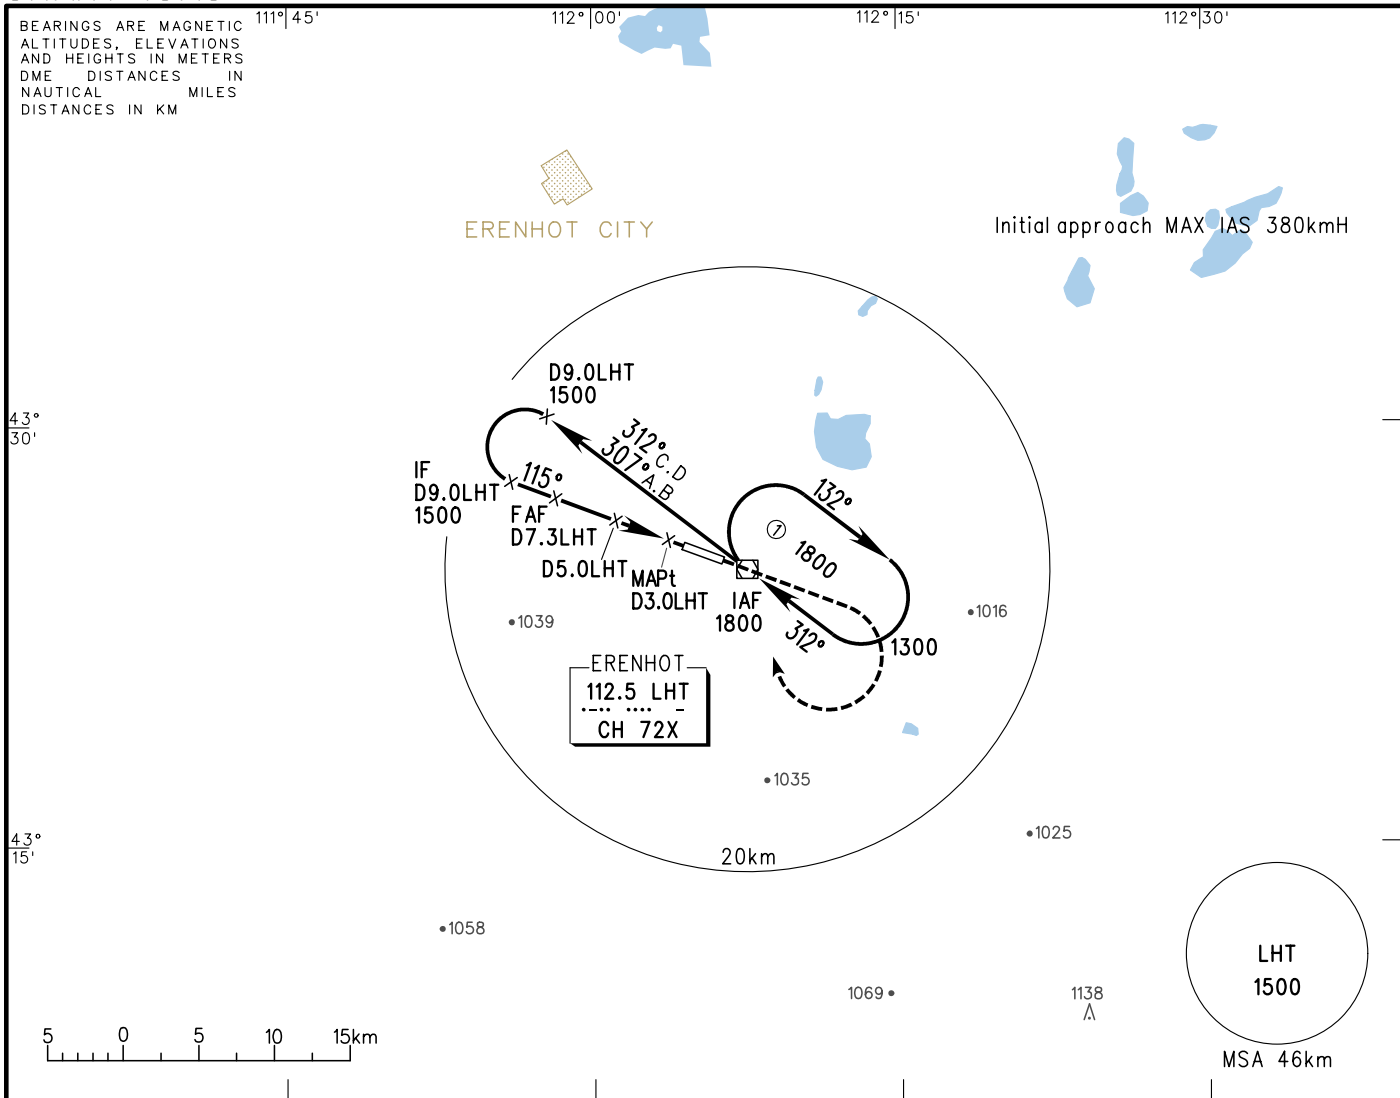 111° 45'
112° 00'
112° 15'
112° 30'
BEARINGS ARE MAGNETIC
ALTITUDES, ELEVATIONS
AND HEIGHTS IN METERS
DME DISTANCES IN
NAUTICAL MILES
DISTANCES IN KM
ERENHOT CITY
Initial approach MAX IAS 380kmH
D9.0LHT
1500
43°
30'
312° C.D
307° A.B
IF
D9.0LHT
1500
115°
FAF
D7.3LHT
D5.0LHT
MAPt
D3.0LHT
IAF
1800
132°
1
1800
312°
1300
1039
1016
ERENHOT
112.5 LHT
CH 72X
1035
1025
43°
15'
20km
1058
1069
1138
LHT
1500
MSA 46km
5 0 5 10 15km